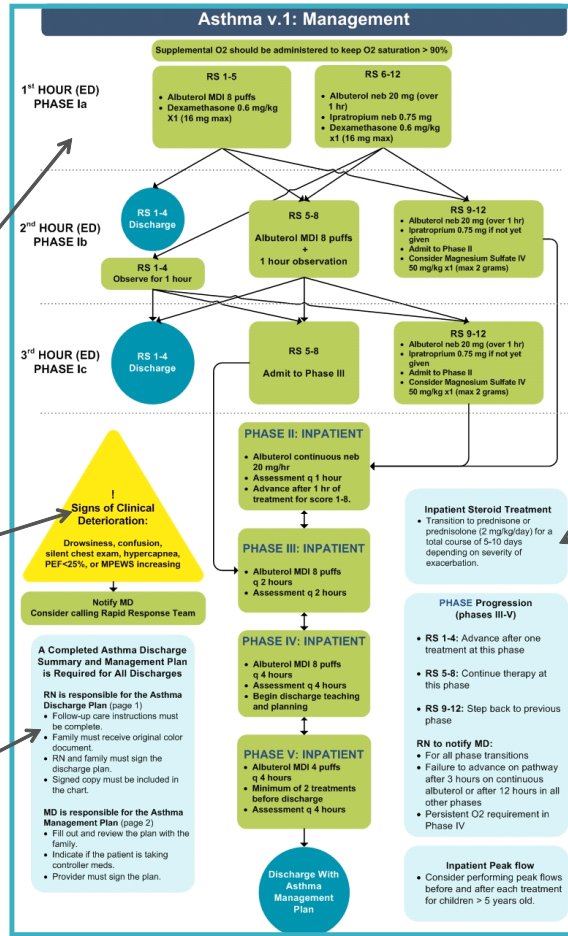 Asthma v.1: Management
Supplemental O2 should be administered to keep O2 saturation > 90%
1st HOUR (ED)
PHASE Ia
RS 1-5
• Albuterol MDI 8 puffs
• Dexamethasone 0.6 mg/kg
X1 (16 mg max)
RS 6-12
• Albuterol neb 20 mg (over
1 hr)
• Ipratropium neb 0.75 mg
• Dexamethasone 0.6 mg/kg
x1 (16 mg max)
2nd HOUR (ED)
PHASE Ib
RS 1-4
Discharge
RS 1-4
Observe for 1 hour
RS 5-8
Albuterol MDI 8 puffs
+
1 hour observation
RS 9-12
• Albuterol neb 20 mg (over 1 hr)
• Ipratroprium 0.75 mg if not yet
given
• Admit to Phase II
• Consider Magnesium Sulfate IV
50 mg/kg x1 (max 2 grams)
3rd HOUR (ED)
PHASE Ic
RS 1-4
Discharge
RS 5-8
Admit to Phase III
RS 9-12
• Albuterol neb 20 mg (over 1 hr)
• Ipratroprium 0.75 mg if not yet
given
• Admit to Phase II
• Consider Magnesium Sulfate IV
50 mg/kg x1 (max 2 grams)
!
Signs of Clinical
Deterioration:
Drowsiness, confusion,
silent chest exam, hypercapnea,
PEF<25%, or MPEWS increasing
Notify MD
Consider calling Rapid Response Team
A Completed Asthma Discharge
Summary and Management Plan
is Required for All Discharges
RN is responsible for the Asthma
Discharge Plan (page 1)
• Follow-up care instructions must
be complete.
• Family must receive original color
document.
• RN and family must sign the
discharge plan.
• Signed copy must be included in
the chart.
MD is responsible for the Asthma
Management Plan (page 2)
• Fill out and review the plan with the
family.
• Indicate if the patient is taking
controller meds.
• Provider must sign the plan.
PHASE II: INPATIENT
• Albuterol continuous neb
20 mg/hr
• Assessment q 1 hour
• Advance after 1 hr of
treatment for score 1-8.
PHASE III: INPATIENT
• Albuterol MDI 8 puffs
q 2 hours
• Assessment q 2 hours
PHASE IV: INPATIENT
• Albuterol MDI 8 puffs
q 4 hours
• Assessment q 4 hours
• Begin discharge teaching
and planning
PHASE V: INPATIENT
• Albuterol MDI 4 puffs
q 4 hours
• Minimum of 2 treatments
before discharge
• Assessment q 4 hours
Discharge With
Asthma
Management
Plan
Inpatient Steroid Treatment
• Transition to prednisone or
prednisolone (2 mg/kg/day) for a
total course of 5-10 days
depending on severity of
exacerbation.
PHASE Progression
(phases III-V)
• RS 1-4: Advance after one
treatment at this phase
• RS 5-8: Continue therapy at
this phase
• RS 9-12: Step back to previous
phase
RN to notify MD:
• For all phase transitions
• Failure to advance on pathway
after 3 hours on continuous
albuterol or after 12 hours in all
other phases
• Persistent O2 requirement in
Phase IV
Inpatient Peak flow
• Consider performing peak flows
before and after each treatment
for children > 5 years old.